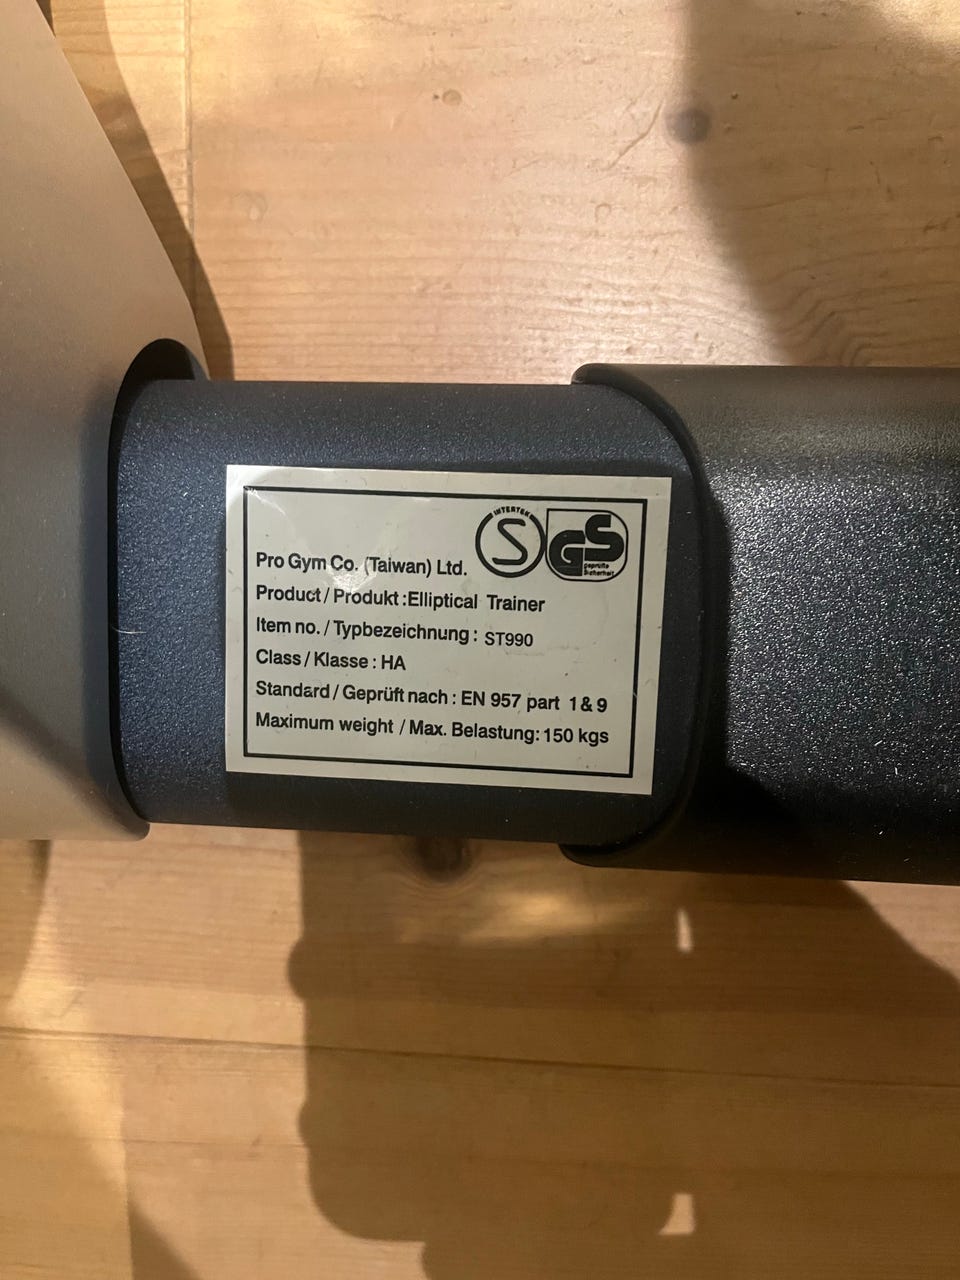 INTERTEK
S
GS
geprüfte
Sicherheit
Pro Gym Co. (Taiwan) Ltd.
Product / Produkt :Elliptical Trainer
Item no. / Typbezeichnung : ST990
Class / Klasse : HA
Standard / Geprüft nach : EN 957 part 1 & 9
Maximum weight / Max. Belastung: 150 kgs